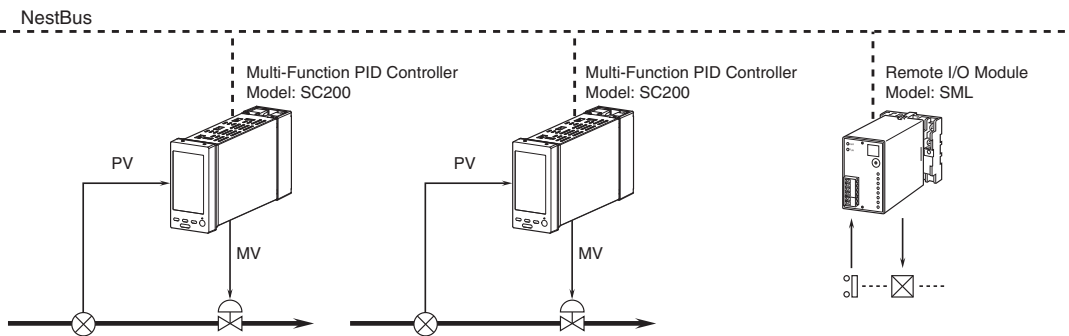 NestBus
Multi-Function PID Controller
Model: SC200
Multi-Function PID Controller
Model: SC200
Remote I/O Module
Model: SML
PV
PV
MV
MV